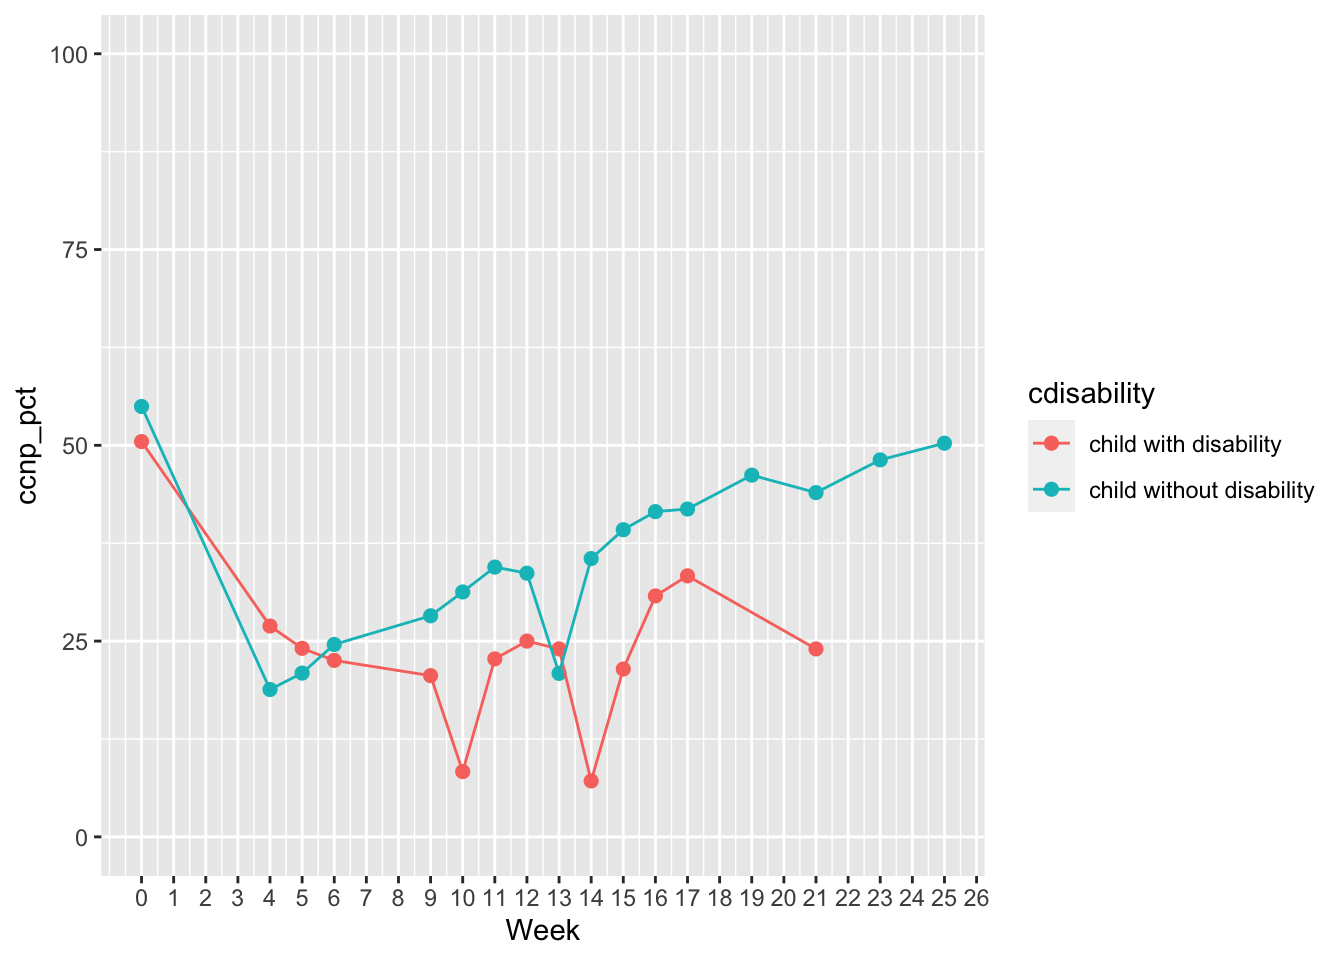 100
75
50
25
0
ccnp_pct
0 1 2 3 4 5 6 7 8 9 10 11 12 13 14 15 16 17 18 19 20 21 22 23 24 25 26
Week
cdisability
child with disability
child without disability